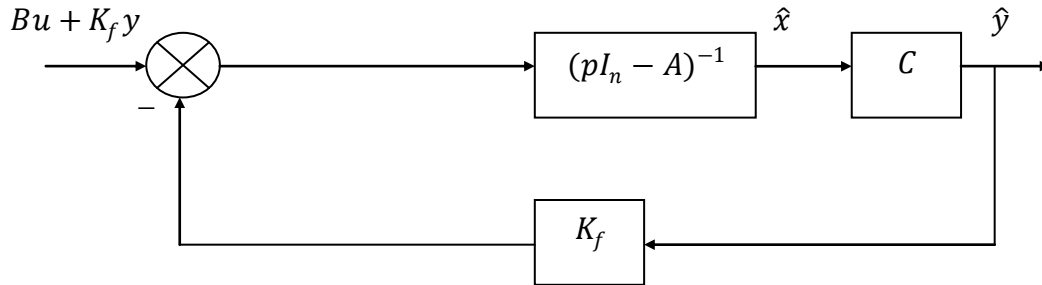 Bu + K_f y
x̂
ŷ
(pI_n − A)^{−1}
C
−
K_f